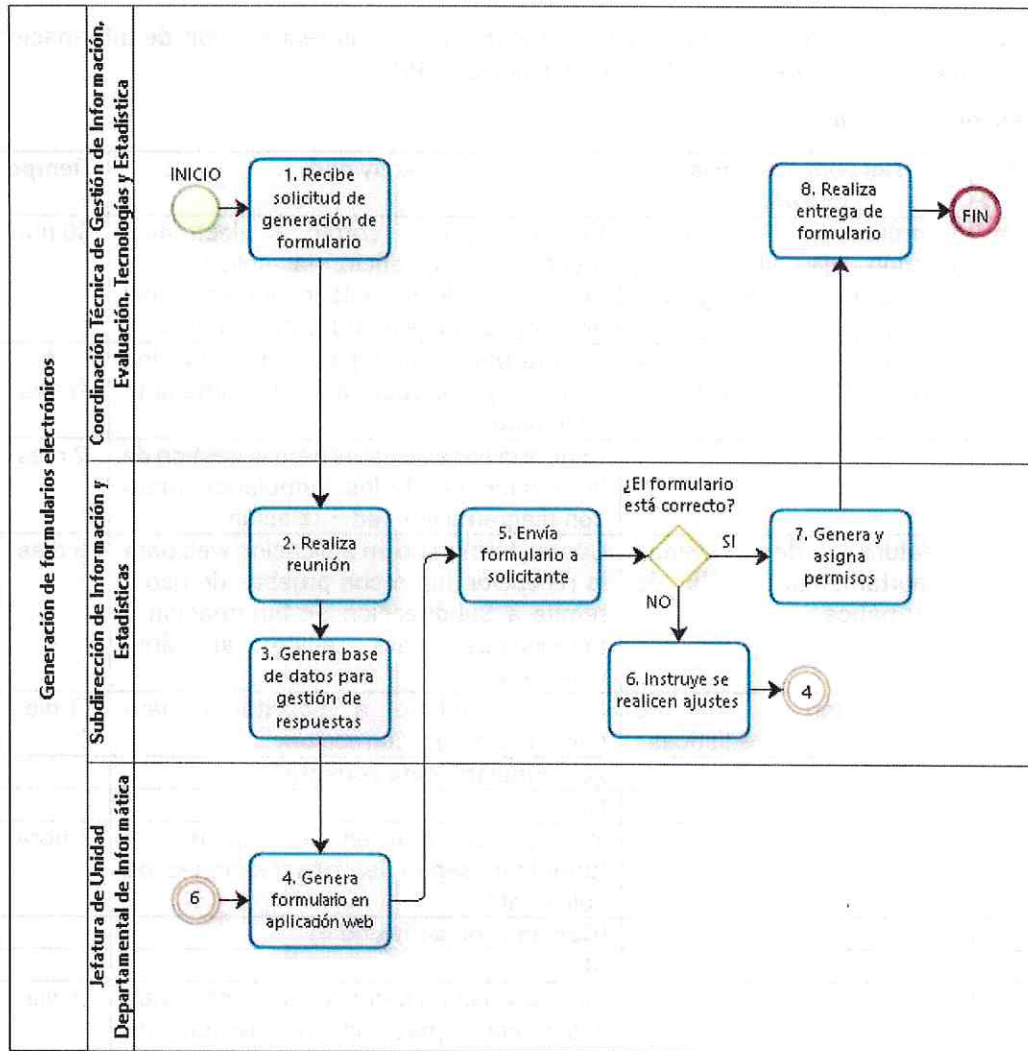 Generación de formularios electrónicos
Coordinación Técnica de Gestión de Información,
Evaluación, Tecnologías y Estadística
INICIO
1. Recibe
solicitud de
generación de
formulario
8. Realiza
entrega de
formulario
FIN
Subdirección de Información y
Estadísticas
2. Realiza
reunión
3. Genera base
de datos para
gestión de
respuestas
5. Envía
formulario a
solicitante
¿El formulario
está correcto?
SI
NO
7. Genera y
asigna
permisos
6. Instruye se
realicen ajustes
4
Jefatura de Unidad
Departamental de Informática
6
4. Genera
formulario en
aplicación web